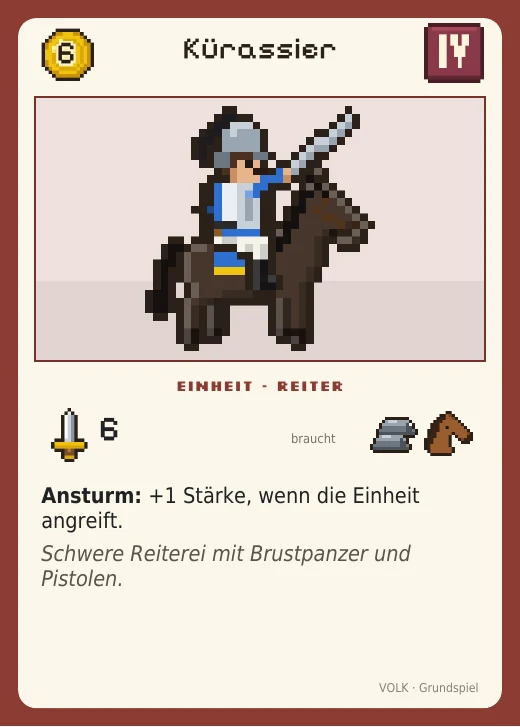 6 Kürassier IV
EINHEIT - REITER
6 braucht
Ansturm: +1 Stärke, wenn die Einheit
angreift.
Schwere Reiterei mit Brustpanzer und
Pistolen.
VOLK · Grundspiel